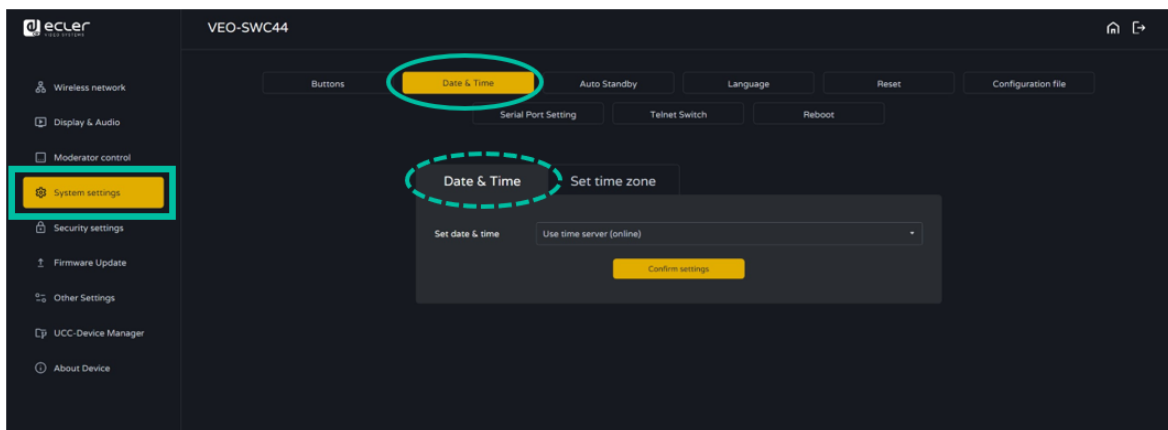 ecler
VIDEO SYSTEMS
VEO-SWC44
Wireless network
Display & Audio
Moderator control
System settings
Security settings
Firmware Update
Other Settings
UCC-Device Manager
About Device
Buttons
Date & Time
Auto Standby
Language
Reset
Configuration file
Serial Port Setting
Telnet Switch
Reboot
Date & Time
Set time zone
Set date & time
Use time server (online)
Confirm settings